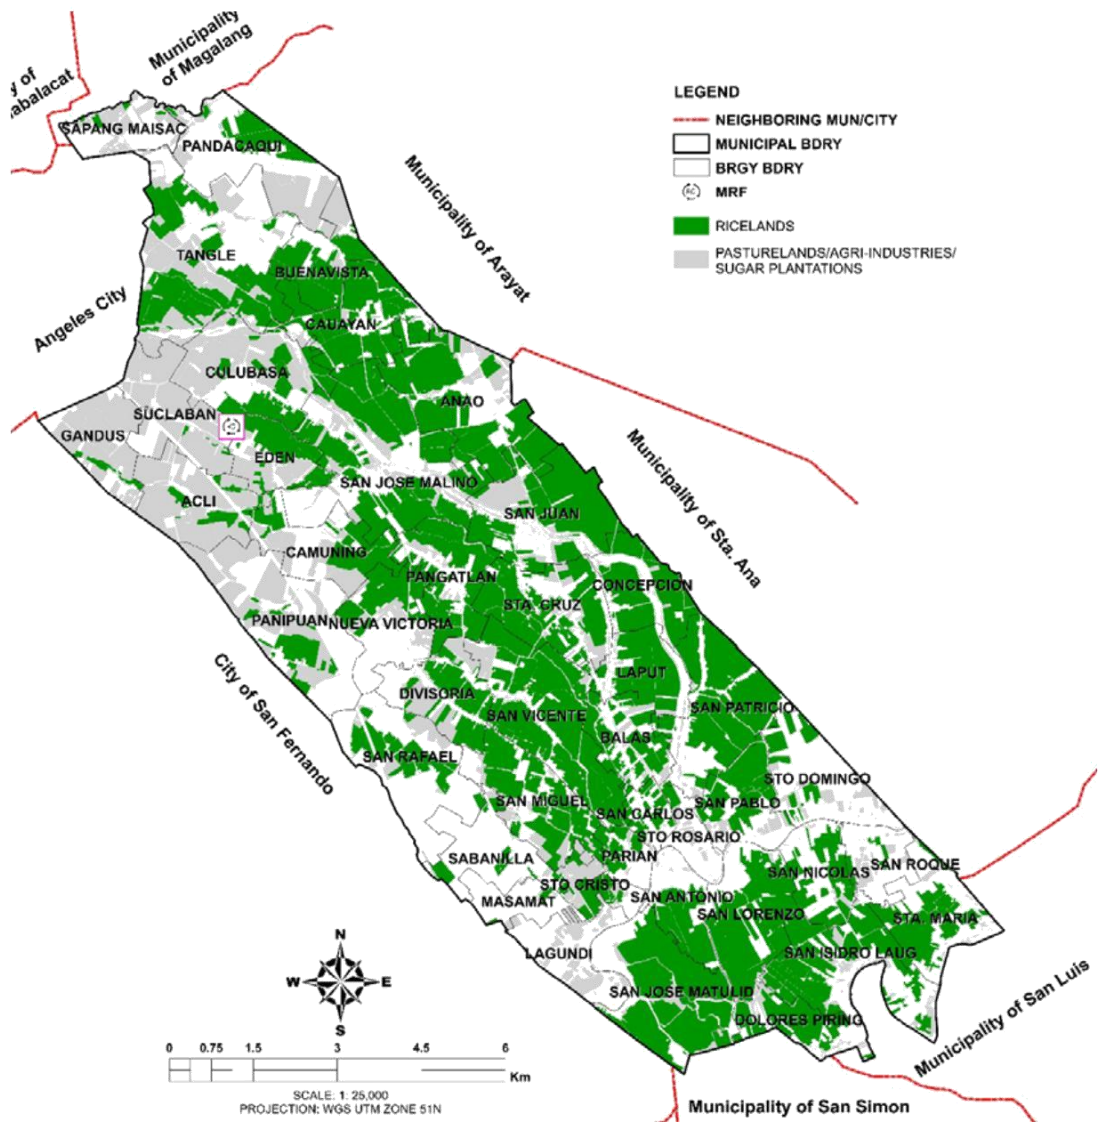 Municipality
of Magalang
y of
abalacat
LEGEND
NEIGHBORING MUN/CITY
MUNICIPAL BDRY
BRGY BDRY
MRF
RICELANDS
PASTURELANDS/AGRI-INDUSTRIES/
SUGAR PLANTATIONS
SAPANG MAISAC
PANDACAQUI
Municipality of Arayat
TANGLE
BUENAVISTA
Angeles City
CAUAYAN
CULUBASA
ANAO
SUCLABAN
GANDUS
EDEN
SAN JOSE MALINO
ACLI
SAN JUAN
Municipality of Sta. Ana
CAMUNING
PANGATLAN
CONCEPCION
STA. CRUZ
PANIPUAN
NUEVA VICTORIA
City of San Fernando
LAPUT
DIVISORIA
SAN PATRICIO
SAN VICENTE
BALAS
SAN RAFAEL
STO DOMINGO
SAN MIGUEL
SAN PABLO
SAN CARLOS
STO ROSARIO
SABANILLA
PARIAN
SAN NICOLAS
SAN ROQUE
STO CRISTO
MASAMAT
SAN ANTONIO
SAN LORENZO
STA. MARIA
LAGUNDI
SAN ISIDRO LAUG
SAN JOSE MATULID
DOLORES PIRING
Municipality of San Luis
N
W
E
S
0 0.75 1.5 3 4.5 6
Km
SCALE: 1: 25,000
PROJECTION: WGS UTM ZONE 51N
Municipality of San Simon